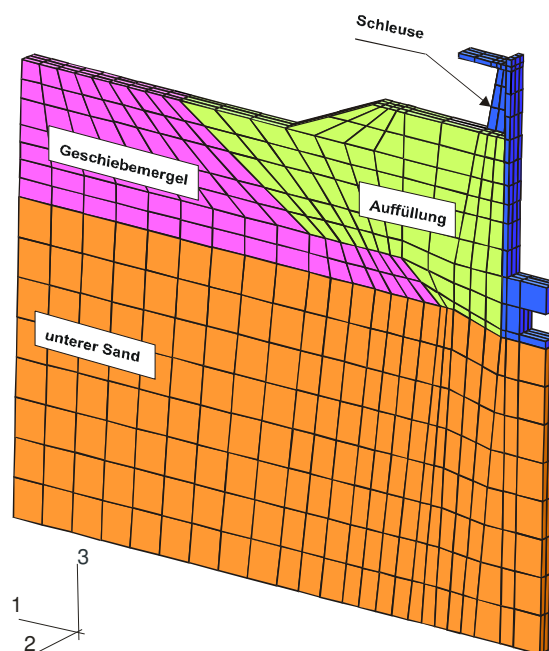 Schleuse
Geschiebemergel
Auffüllung
unterer Sand
3
1
2